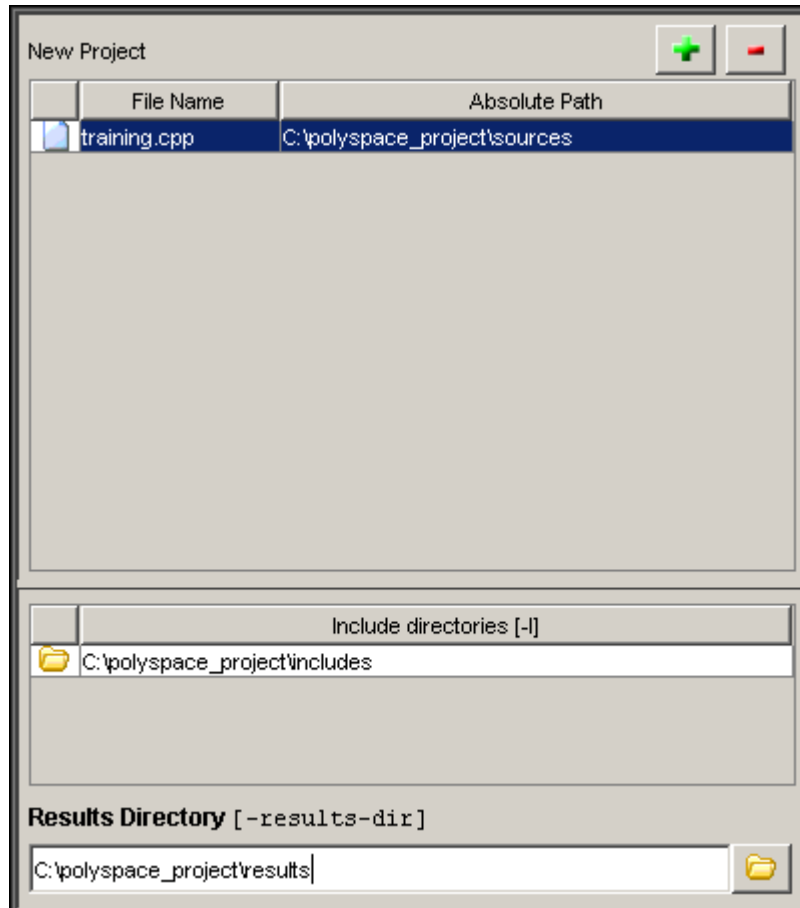 New Project
File Name Absolute Path
training.cpp C:\polyspace_project\sources
Include directories [-I]
C:\polyspace_project\includes
Results Directory [-results-dir]
C:\polyspace_project\results